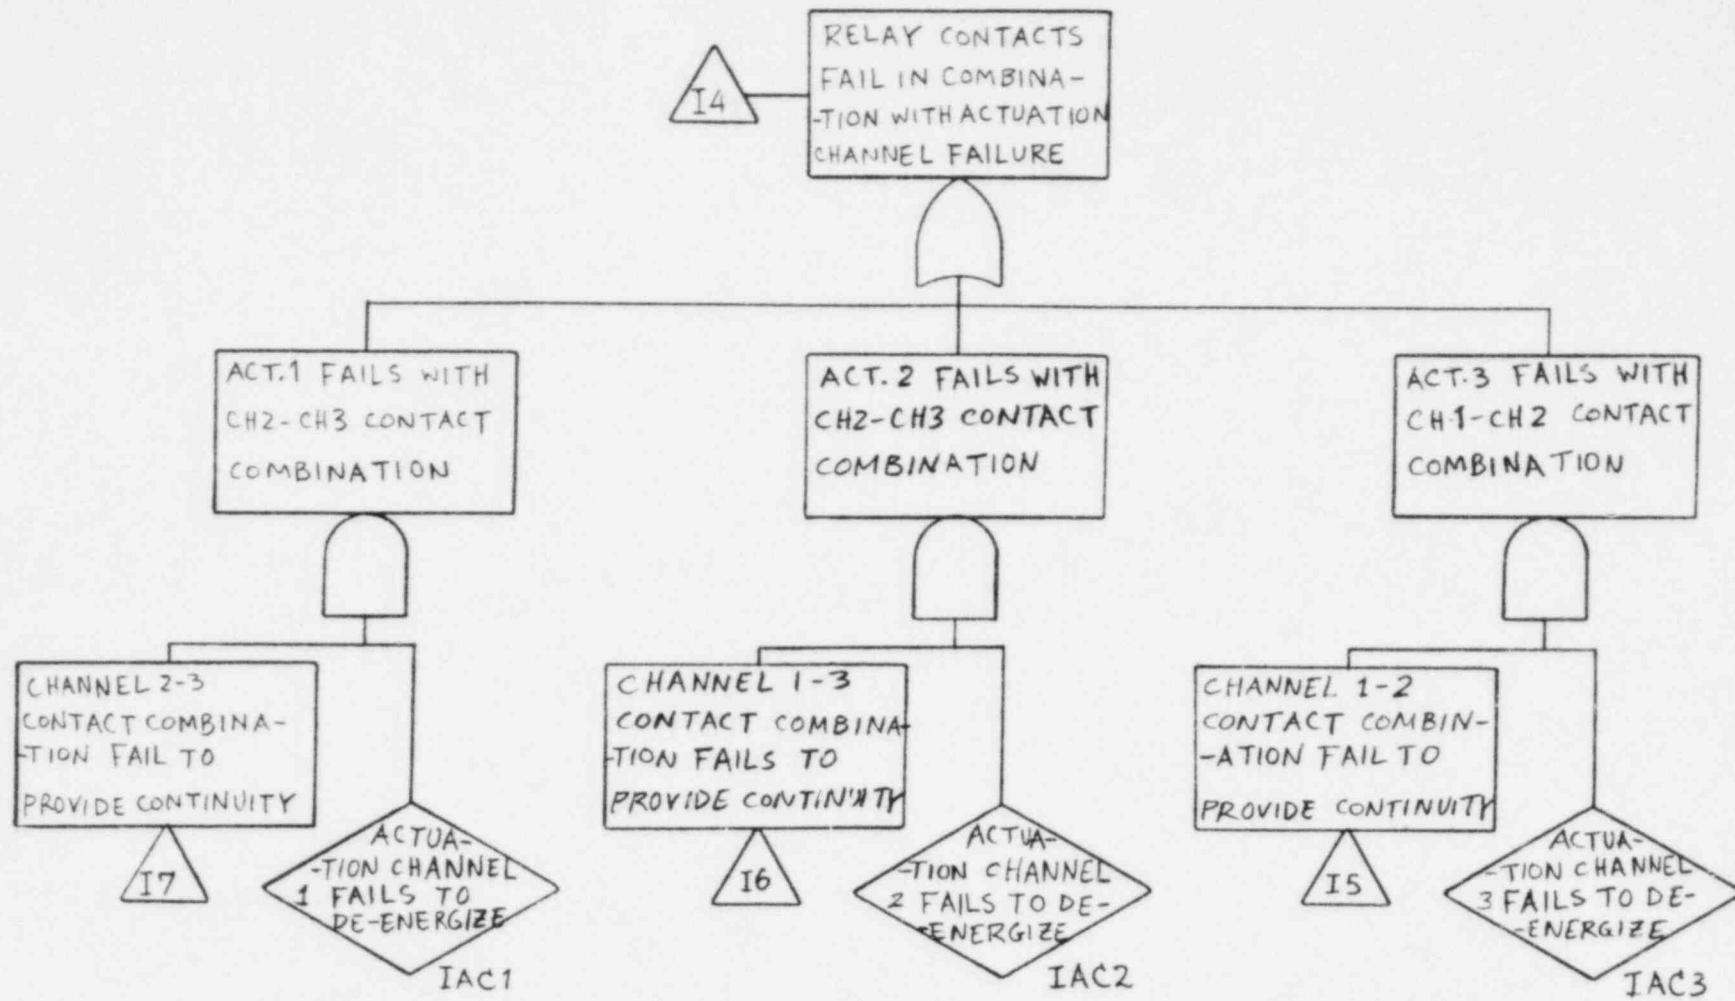 RELAY CONTACTS
FAIL IN COMBINA-
-TION WITH ACTUATION
CHANNEL FAILURE
I4
ACT.1 FAILS WITH
CH2-CH3 CONTACT
COMBINATION
ACT. 2 FAILS WITH
CH2-CH3 CONTACT
COMBINATION
ACT.3 FAILS WITH
CH1-CH2 CONTACT
COMBINATION
CHANNEL 2-3
CONTACT COMBINA-
-TION FAIL TO
PROVIDE CONTINUITY
I7
ACTUA-
-TION CHANNEL
1 FAILS TO
DE-ENERGIZE
IAC1
CHANNEL 1-3
CONTACT COMBINA-
-TION FAILS TO
PROVIDE CONTINUITY
I6
ACTUA-
-TION CHANNEL
2 FAILS TO DE-
-ENERGIZE
IAC2
CHANNEL 1-2
CONTACT COMBIN-
-ATION FAIL TO
PROVIDE CONTINUITY
I5
ACTUA-
-TION CHANNEL
3 FAILS TO DE-
-ENERGIZE
IAC3